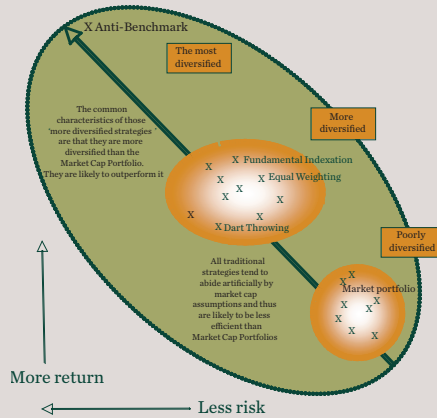 X Anti-Benchmark
The most
diversified
The common
characteristics of those
'more diversified strategies '
are that they are more
diversified than the
Market Cap Portfolio.
They are likely to outperform it
More
diversified
X Fundamental Indexation
X
X
X Equal Weighting
X
X
X
X
X
X Dart Throwing
Poorly
diversified
All traditional
strategies tend to
abide artificially by
market cap
assumptions and thus
are likely to be less
efficient than
Market Cap Portfolios
X
X
Market portfolio
X
X
X
X
X
X
More return
Less risk